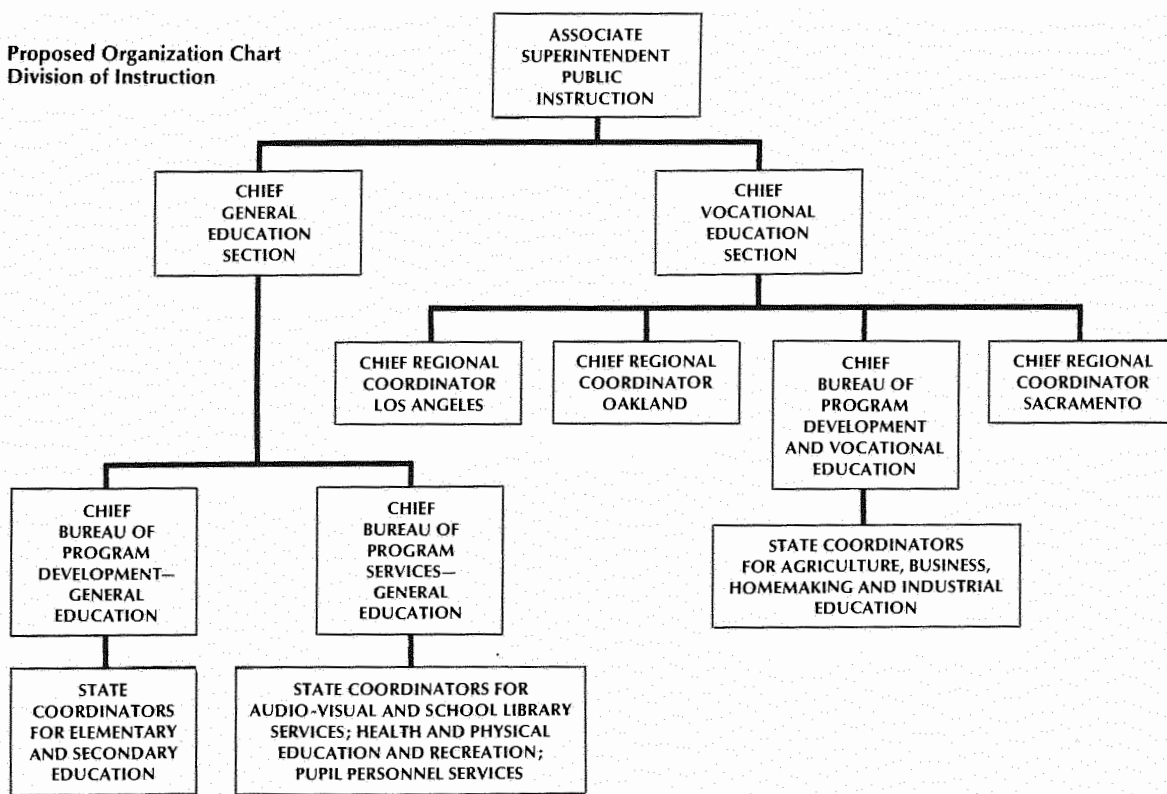 Proposed Organization Chart
Division of Instruction
ASSOCIATE
SUPERINTENDENT
PUBLIC
INSTRUCTION
CHIEF
GENERAL
EDUCATION
SECTION
CHIEF
VOCATIONAL
EDUCATION
SECTION
CHIEF REGIONAL
COORDINATOR
LOS ANGELES
CHIEF REGIONAL
COORDINATOR
OAKLAND
CHIEF
BUREAU OF
PROGRAM
DEVELOPMENT
AND VOCATIONAL
EDUCATION
CHIEF REGIONAL
COORDINATOR
SACRAMENTO
CHIEF
BUREAU OF
PROGRAM
DEVELOPMENT—
GENERAL
EDUCATION
CHIEF
BUREAU OF
PROGRAM
SERVICES—
GENERAL
EDUCATION
STATE COORDINATORS
FOR AGRICULTURE, BUSINESS,
HOMEMAKING AND INDUSTRIAL
EDUCATION
STATE
COORDINATORS
FOR ELEMENTARY
AND SECONDARY
EDUCATION
STATE COORDINATORS FOR
AUDIO-VISUAL AND SCHOOL LIBRARY
SERVICES; HEALTH AND PHYSICAL
EDUCATION AND RECREATION;
PUPIL PERSONNEL SERVICES